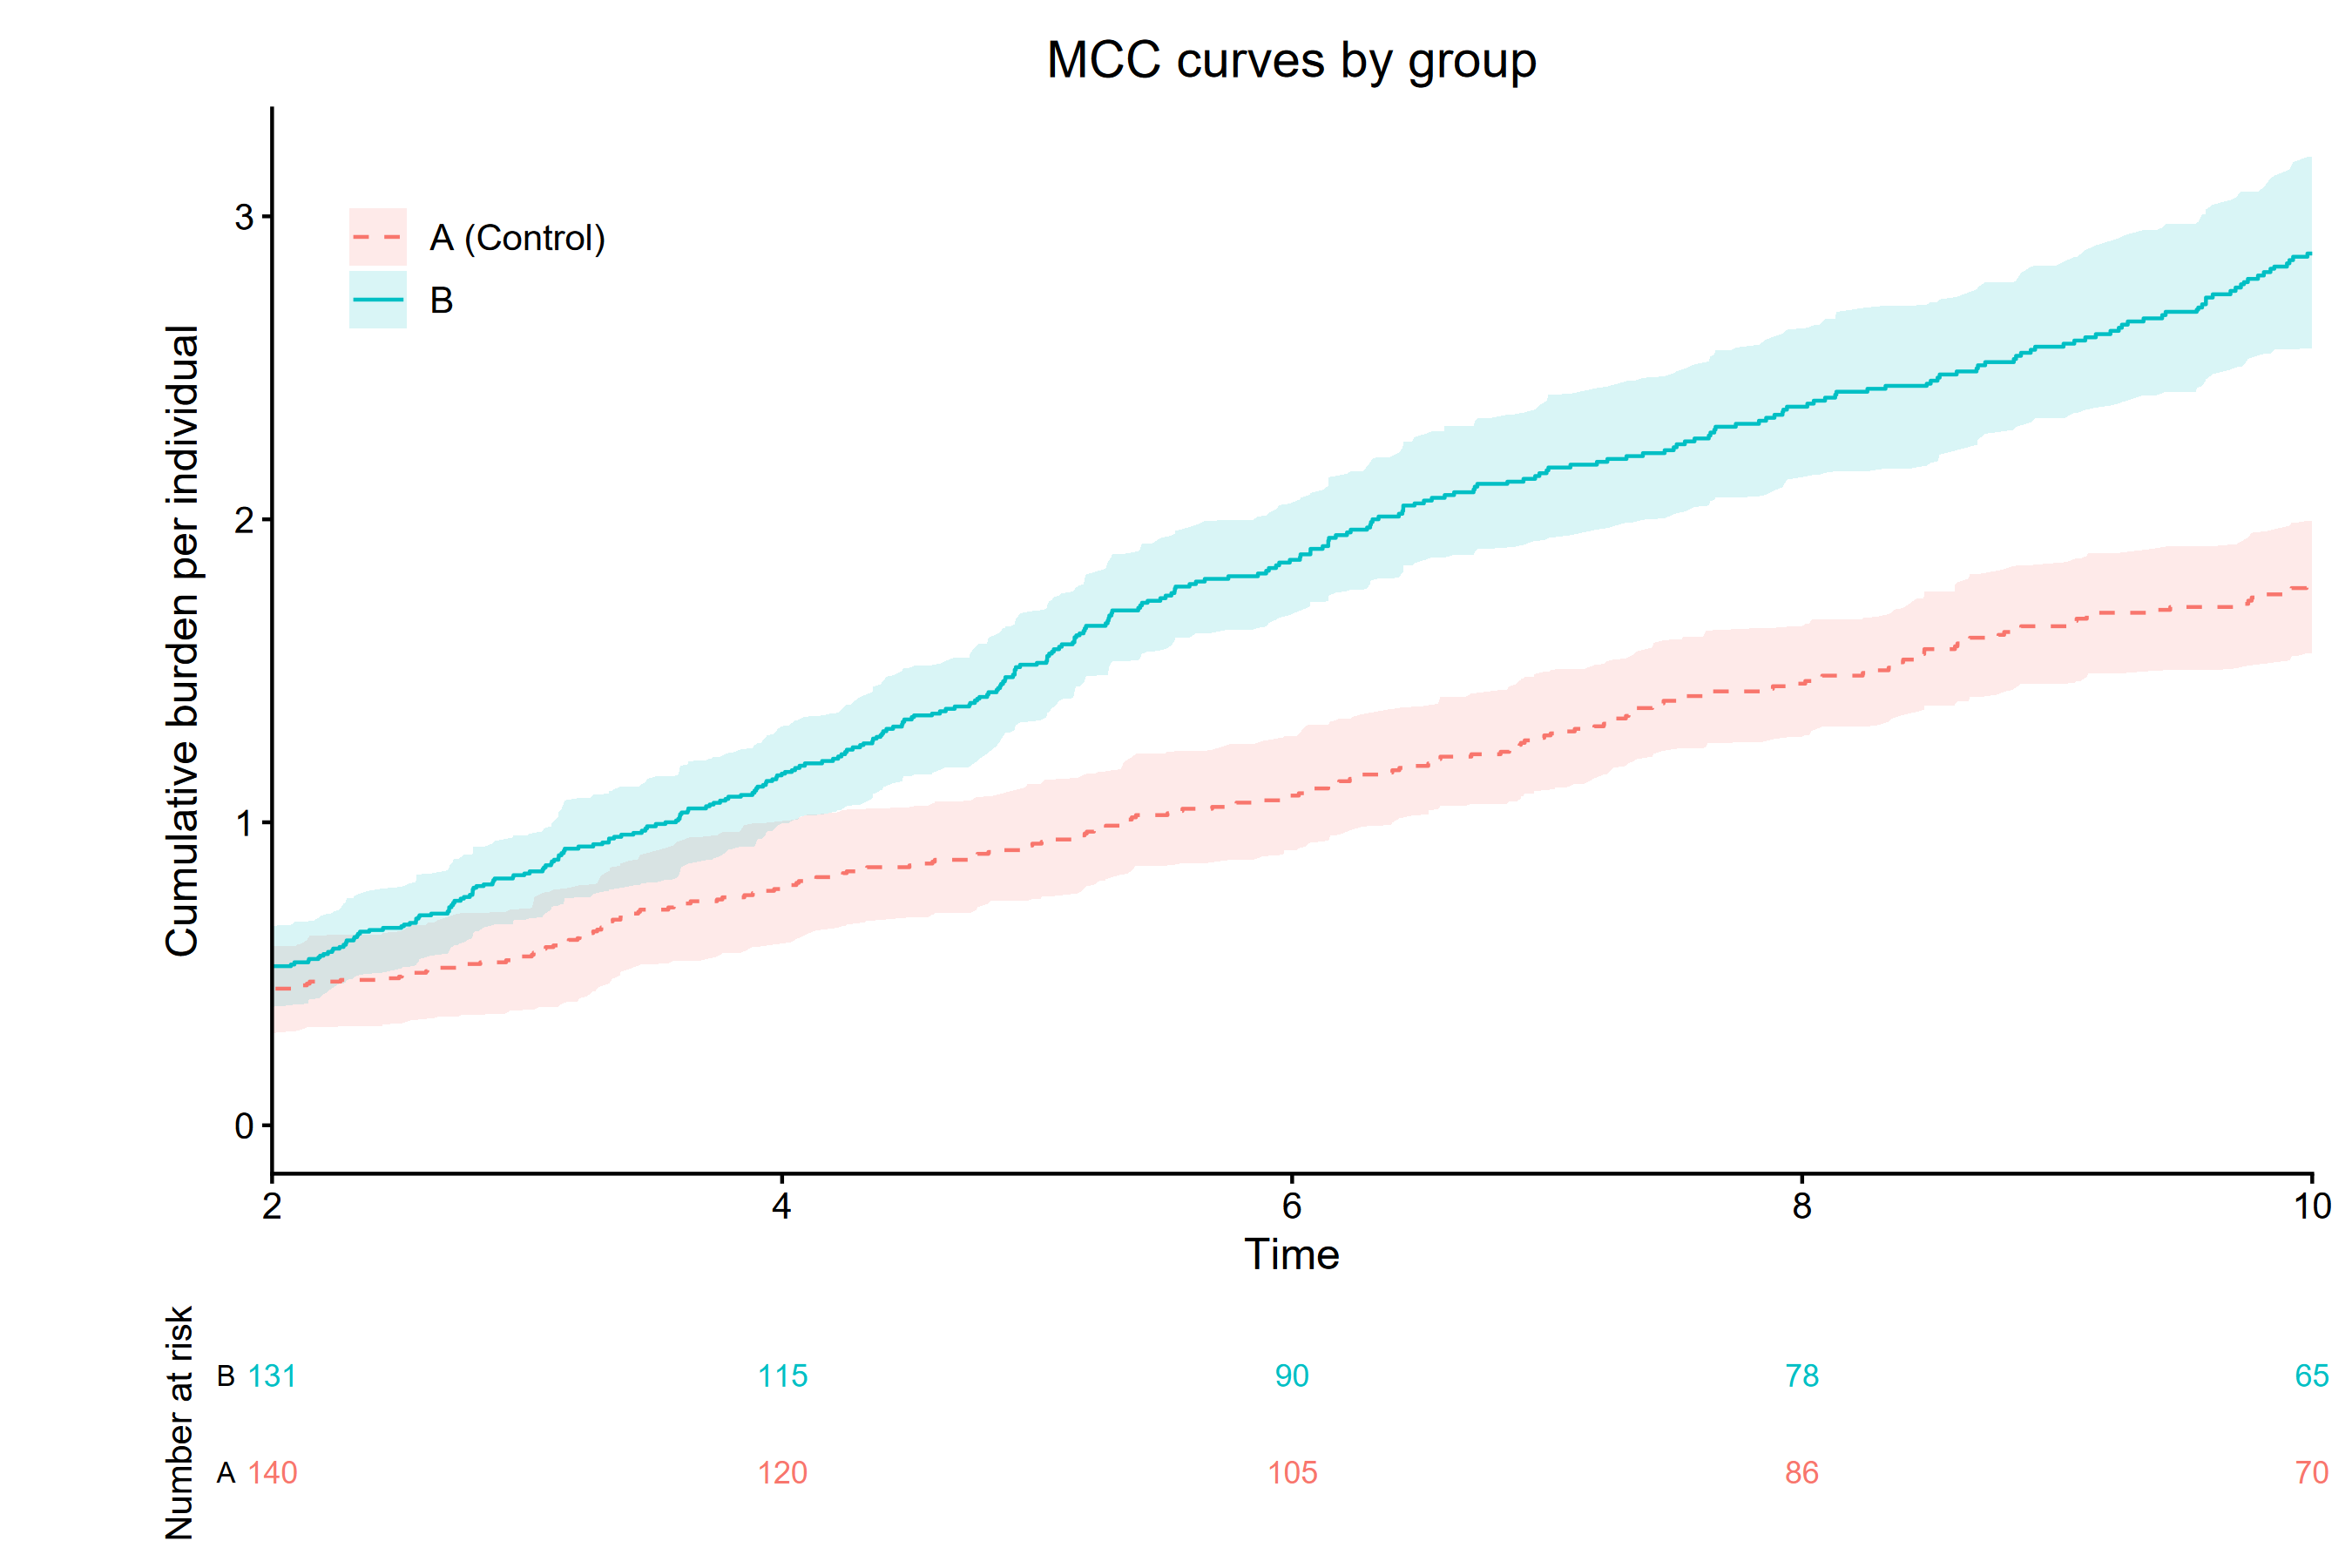 MCC curves by group
A (Control)
B
Cumulative burden per individual
3
2
1
0
2 4 6 8 10
Time
Number at risk
B 131 115 90 78 65
A 140 120 105 86 70